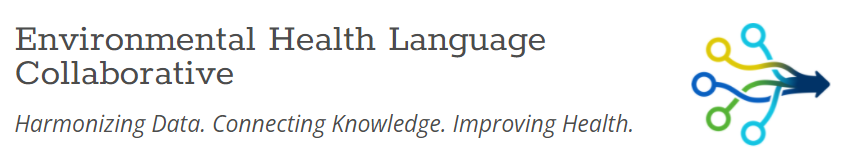 Environmental Health Language
Collaborative
Harmonizing Data. Connecting Knowledge. Improving Health.